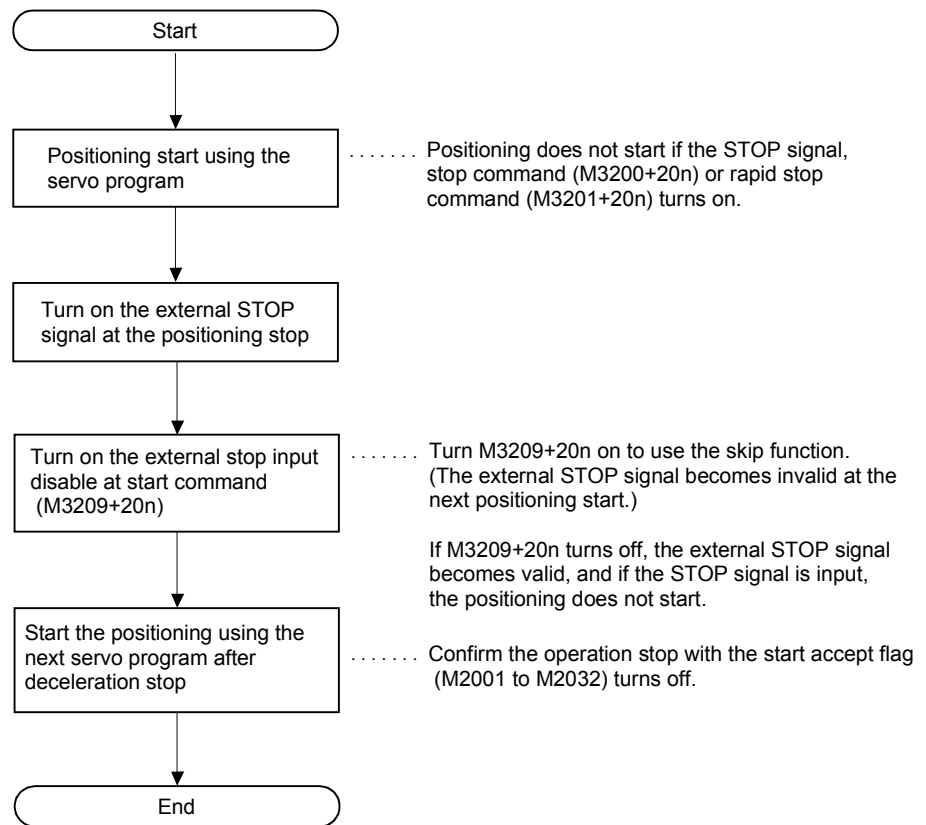 Start
Positioning start using the
servo program
. . . . . . . Positioning does not start if the STOP signal,
stop command (M3200+20n) or rapid stop
command (M3201+20n) turns on.
Turn on the external STOP
signal at the positioning stop
Turn on the external stop input
disable at start command
(M3209+20n)
. . . . . . . Turn M3209+20n on to use the skip function.
(The external STOP signal becomes invalid at the
next positioning start.)
If M3209+20n turns off, the external STOP signal
becomes valid, and if the STOP signal is input,
the positioning does not start.
Start the positioning using the
next servo program after
deceleration stop
. . . . . . . Confirm the operation stop with the start accept flag
(M2001 to M2032) turns off.
End